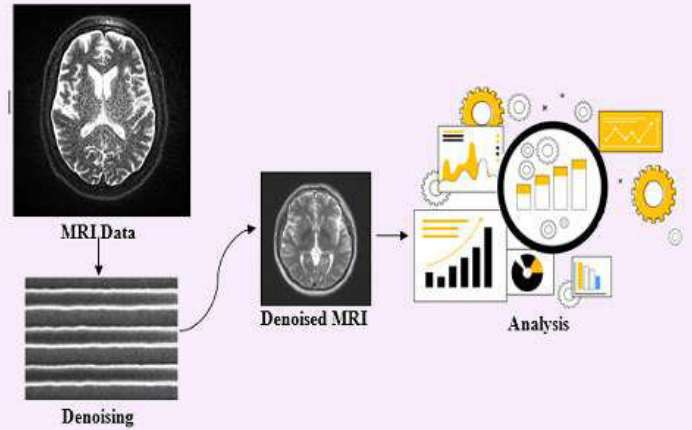 MRI Data
Denoising
Denoised MRI
Analysis